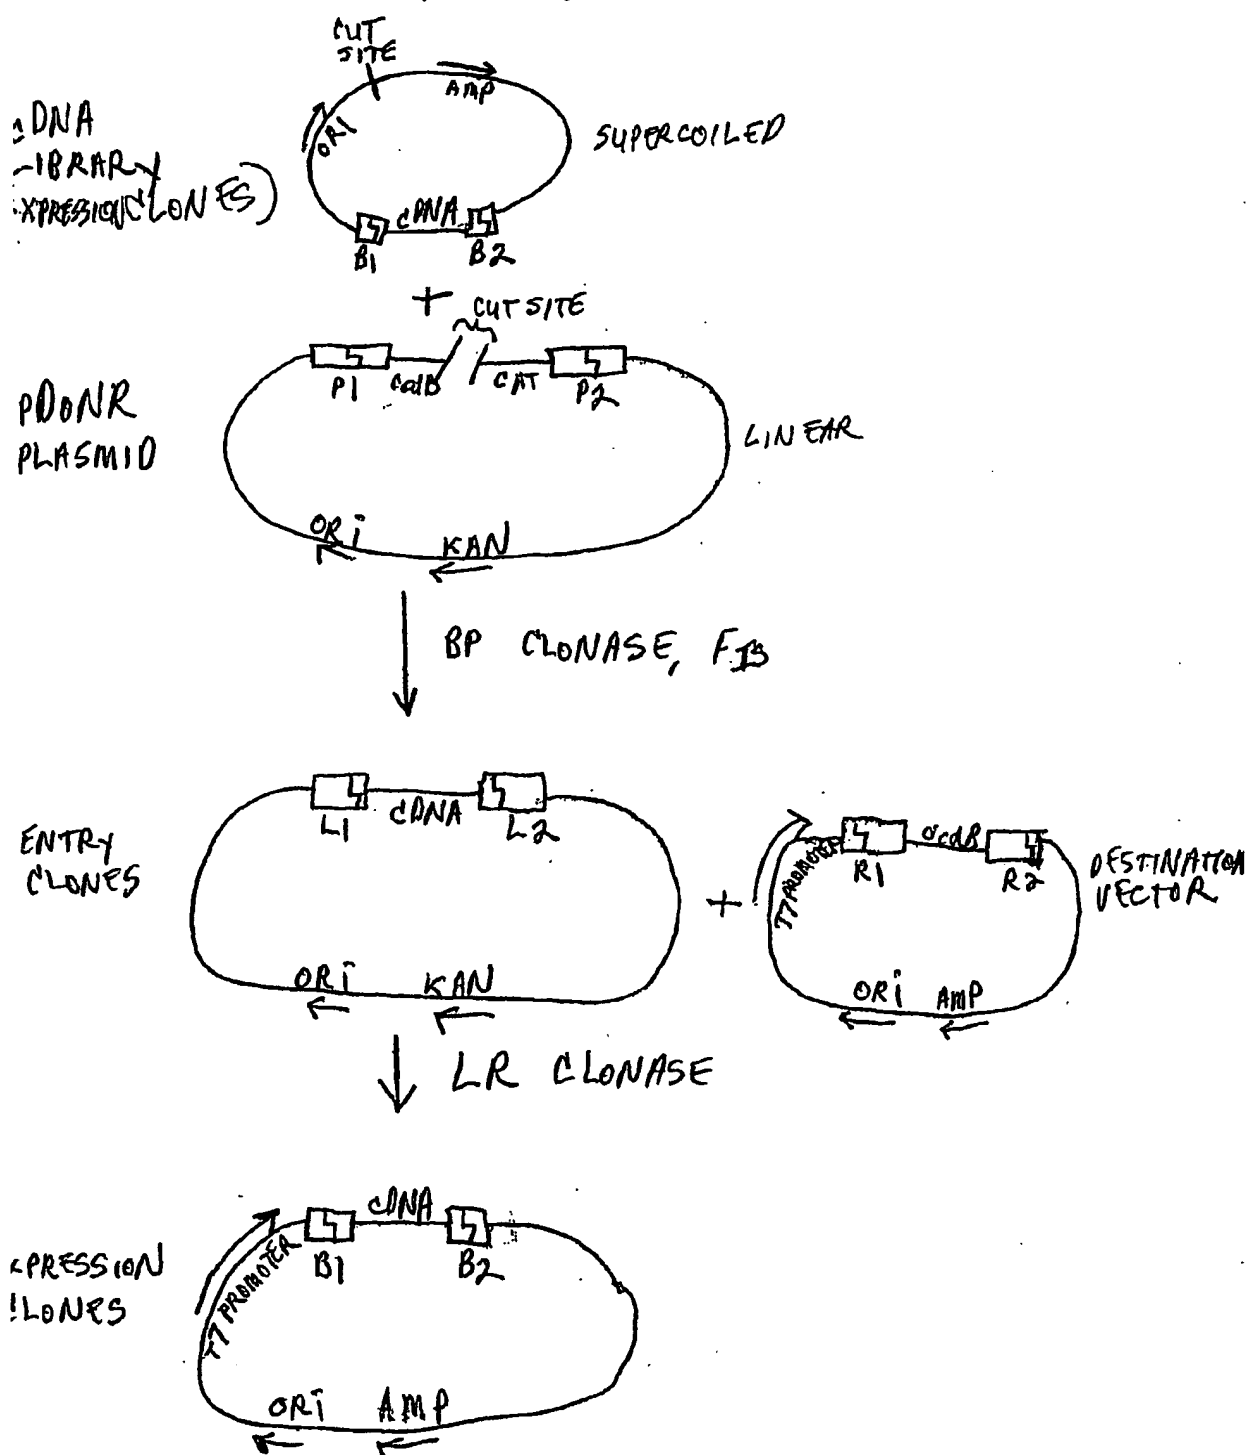 CUT
SITE
AMP
ORI
DNA
IBRARY
XPRESSION CLONES)
SUPERCOILED
cDNA
B1
B2
+
CUT SITE
P1
CcdB
CAT
P2
pDONR
PLASMID
LINEAR
ORi
KAN
BP CLONASE, FIS
L1
cDNA
L2
ENTRY
CLONES
ORi
KAN
+
T7 PROMOTER
R1
ccdB
R2
DESTINATION
VECTOR
ORi
AMP
LR CLONASE
cDNA
B1
B2
T7 PROMOTER
PRESSION
LONES
ORi
AMP